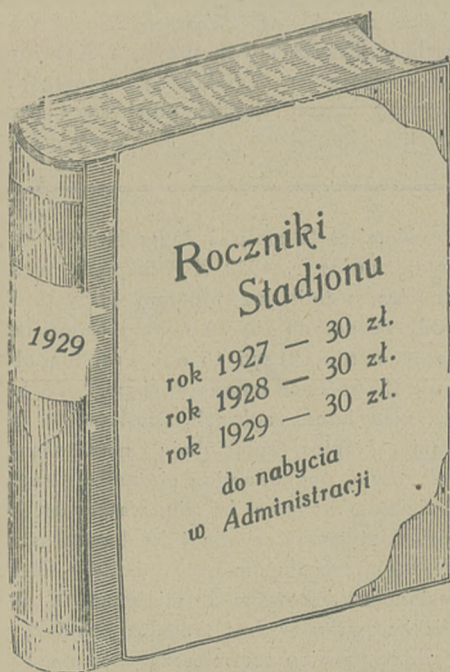 Roczniki
Stadjonu
rok 1927 — 30 zł.
rok 1928 — 30 zł.
rok 1929 — 30 zł.
do nabycia
w Administracji
1929